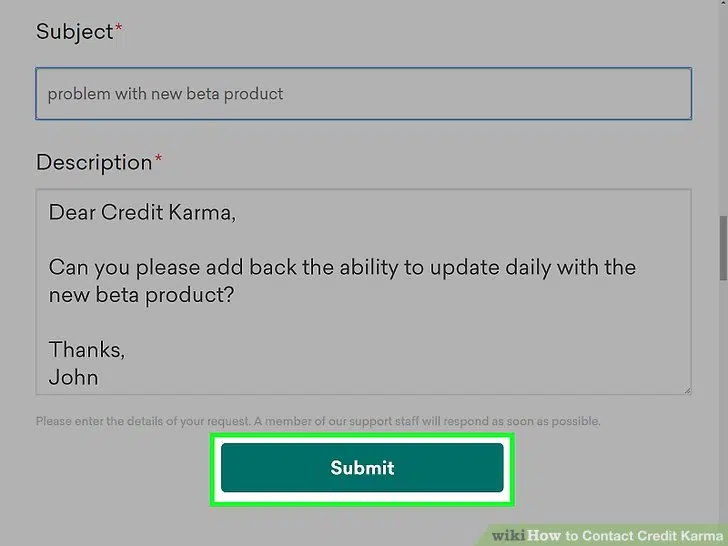 Subject*
problem with new beta product
Description*
Dear Credit Karma,
Can you please add back the ability to update daily with the
new beta product?
Thanks,
John
Please enter the details of your request. A member of our support staff will respond as soon as possible.
Submit
wikiHow to Contact Credit Karma